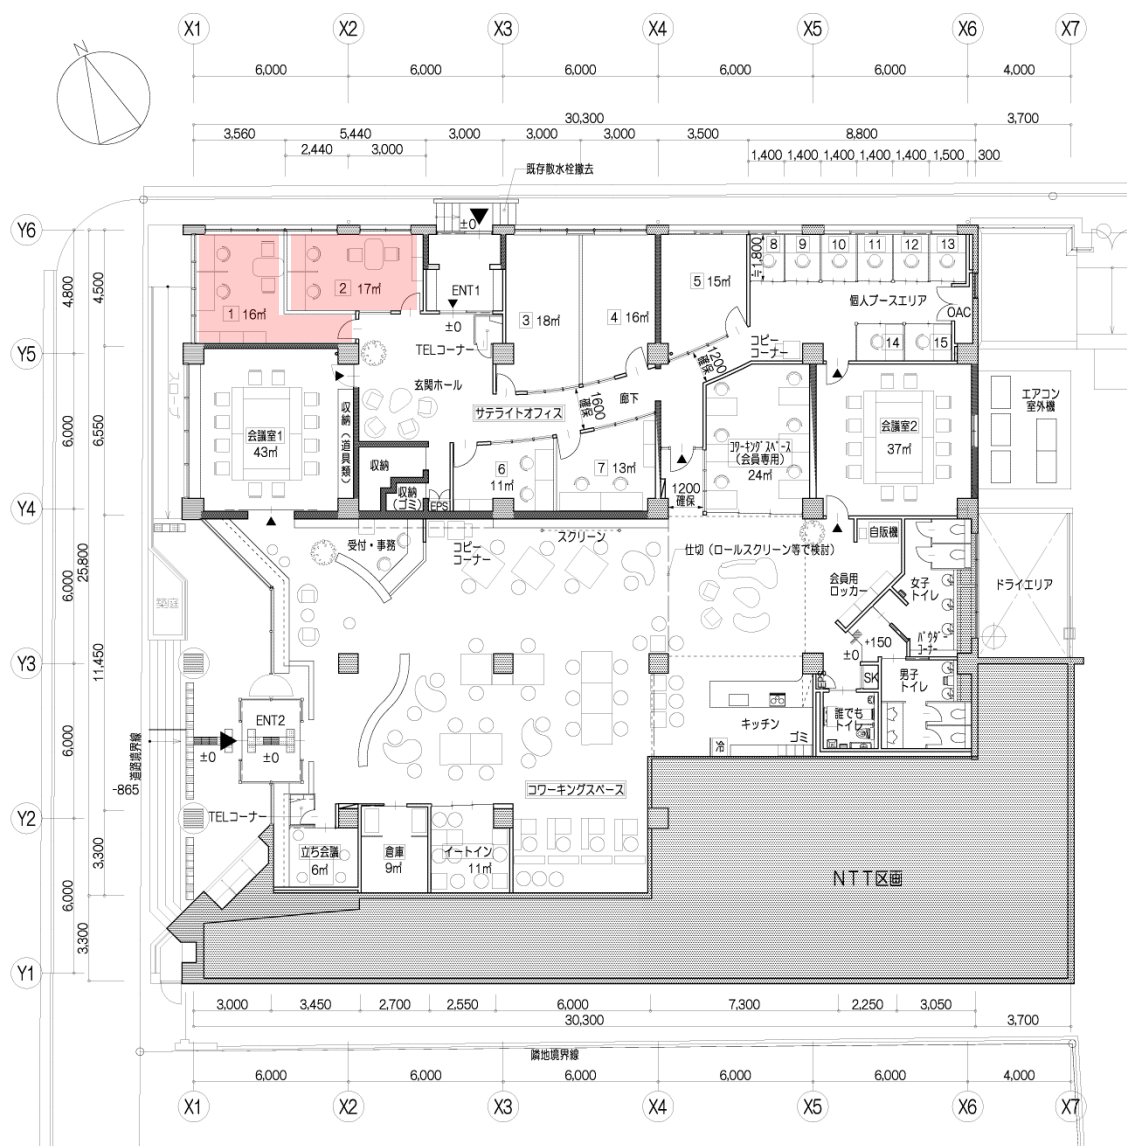 X1 X2 X3 X4 X5 X6 X7
N
6,000 6,000 6,000 6,000 6,000 4,000
30,300 3,700
3,560 5,440 3,000 3,000 3,000 3,500 8,800
2,440 3,000 1,400 1,400 1,400 1,400 1,400 1,500 300
既存散水栓撤去
±0
Y6
8 9 10 11 12 13
≒1,800
2 17㎡
ENT1
5 15㎡
個人ブースエリア
OAC
1 16㎡
3 18㎡
4 16㎡
±0
TELコーナー
コピー
コーナー
14 15
4,800
4,500
Y5
1200
確保
玄関ホール
廊下
サテライトオフィス
1600
確保
エアコン
室外機
6,000
6,650
会議室1
43㎡
収納(道具類)
コワーキングスペース
(会員専用)
24㎡
会議室2
37㎡
収納
6
11㎡
7 13㎡
収納
(ゴミ)
EPS
1200
確保
Y4
受付・事務
コピー
コーナー
スクリーン
自販機
仕切(ロールスクリーン等で検討)
25,800
6,000
会員用
ロッカー
女子
トイレ
ドライエリア
パウダー
コーナー
+150
±0
Y3
11,450
EPS
SK
男子
トイレ
ENT2
キッチン
誰でも
トイレ
±0 ±0
冷
ゴミ
6,000
道路境界線
-865
コワーキングスペース
Y2
TELコーナー
立ち会議
6㎡
倉庫
9㎡
イートイン
11㎡
3,300
NTT区画
6,000
3,300
Y1
3,000 3,450 2,700 2,550 6,000 7,300 2,250 3,050
30,300 3,700
隣地境界線
6,000 6,000 6,000 6,000 6,000 4,000
X1 X2 X3 X4 X5 X6 X7